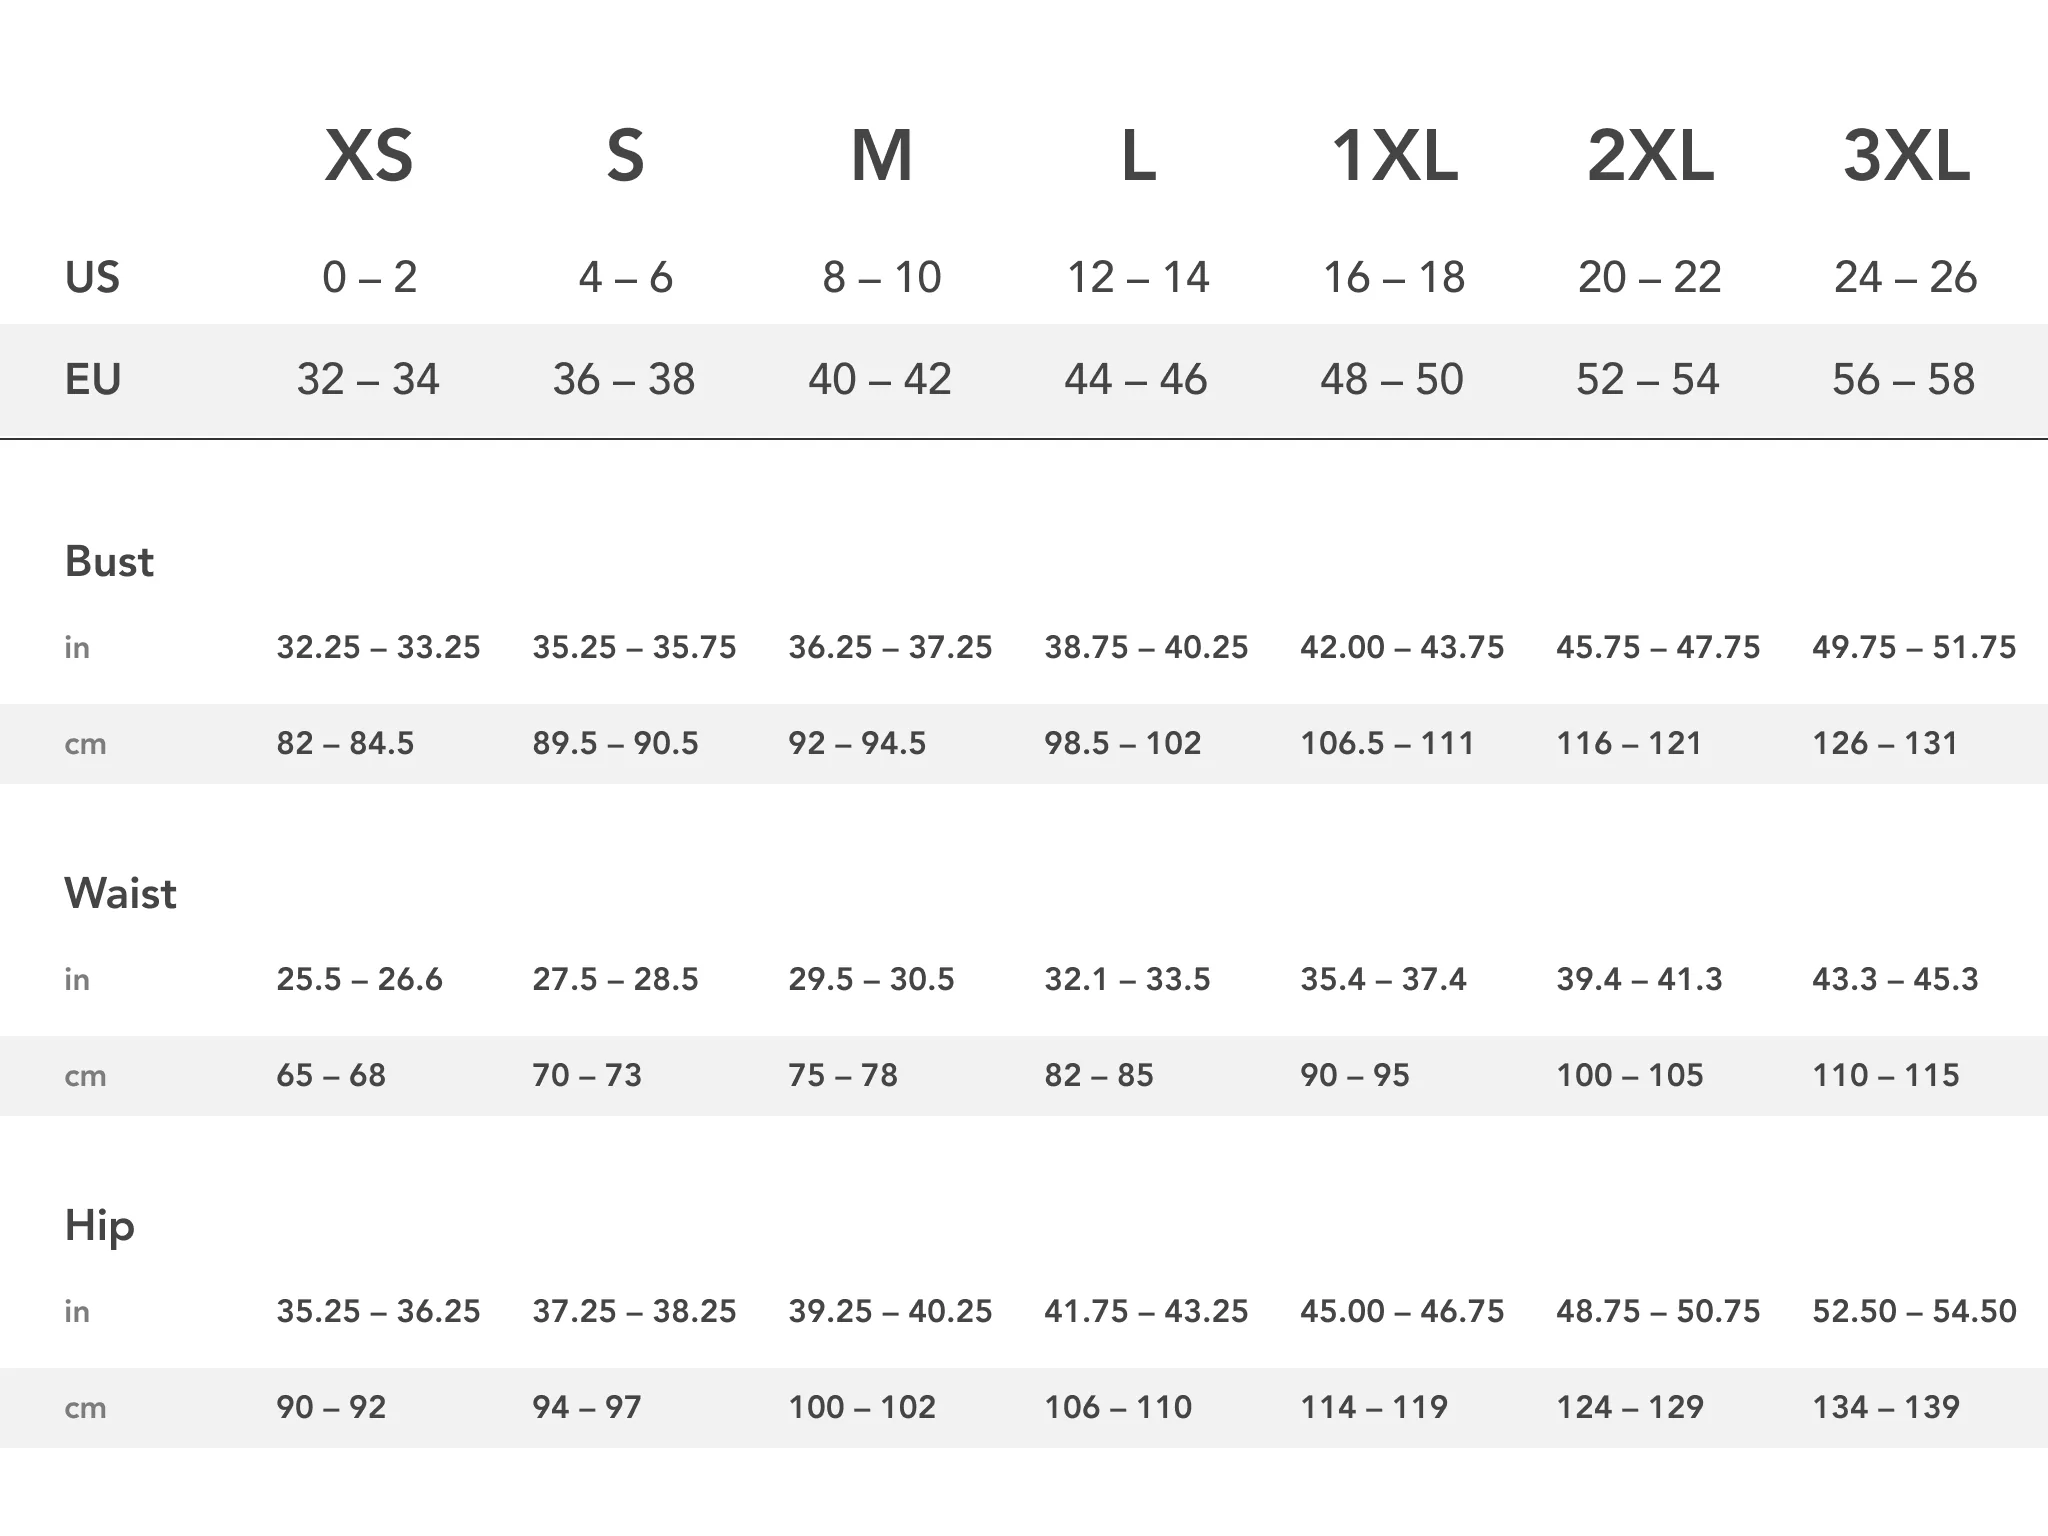 XS S M L 1XL 2XL 3XL
US 0 – 2 4 – 6 8 – 10 12 – 14 16 – 18 20 – 22 24 – 26
EU 32 – 34 36 – 38 40 – 42 44 – 46 48 – 50 52 – 54 56 – 58
Bust
in 32.25 – 33.25 35.25 – 35.75 36.25 – 37.25 38.75 – 40.25 42.00 – 43.75 45.75 – 47.75 49.75 – 51.75
cm 82 – 84.5 89.5 – 90.5 92 – 94.5 98.5 – 102 106.5 – 111 116 – 121 126 – 131
Waist
in 25.5 – 26.6 27.5 – 28.5 29.5 – 30.5 32.1 – 33.5 35.4 – 37.4 39.4 – 41.3 43.3 – 45.3
cm 65 – 68 70 – 73 75 – 78 82 – 85 90 – 95 100 – 105 110 – 115
Hip
in 35.25 – 36.25 37.25 – 38.25 39.25 – 40.25 41.75 – 43.25 45.00 – 46.75 48.75 – 50.75 52.50 – 54.50
cm 90 – 92 94 – 97 100 – 102 106 – 110 114 – 119 124 – 129 134 – 139